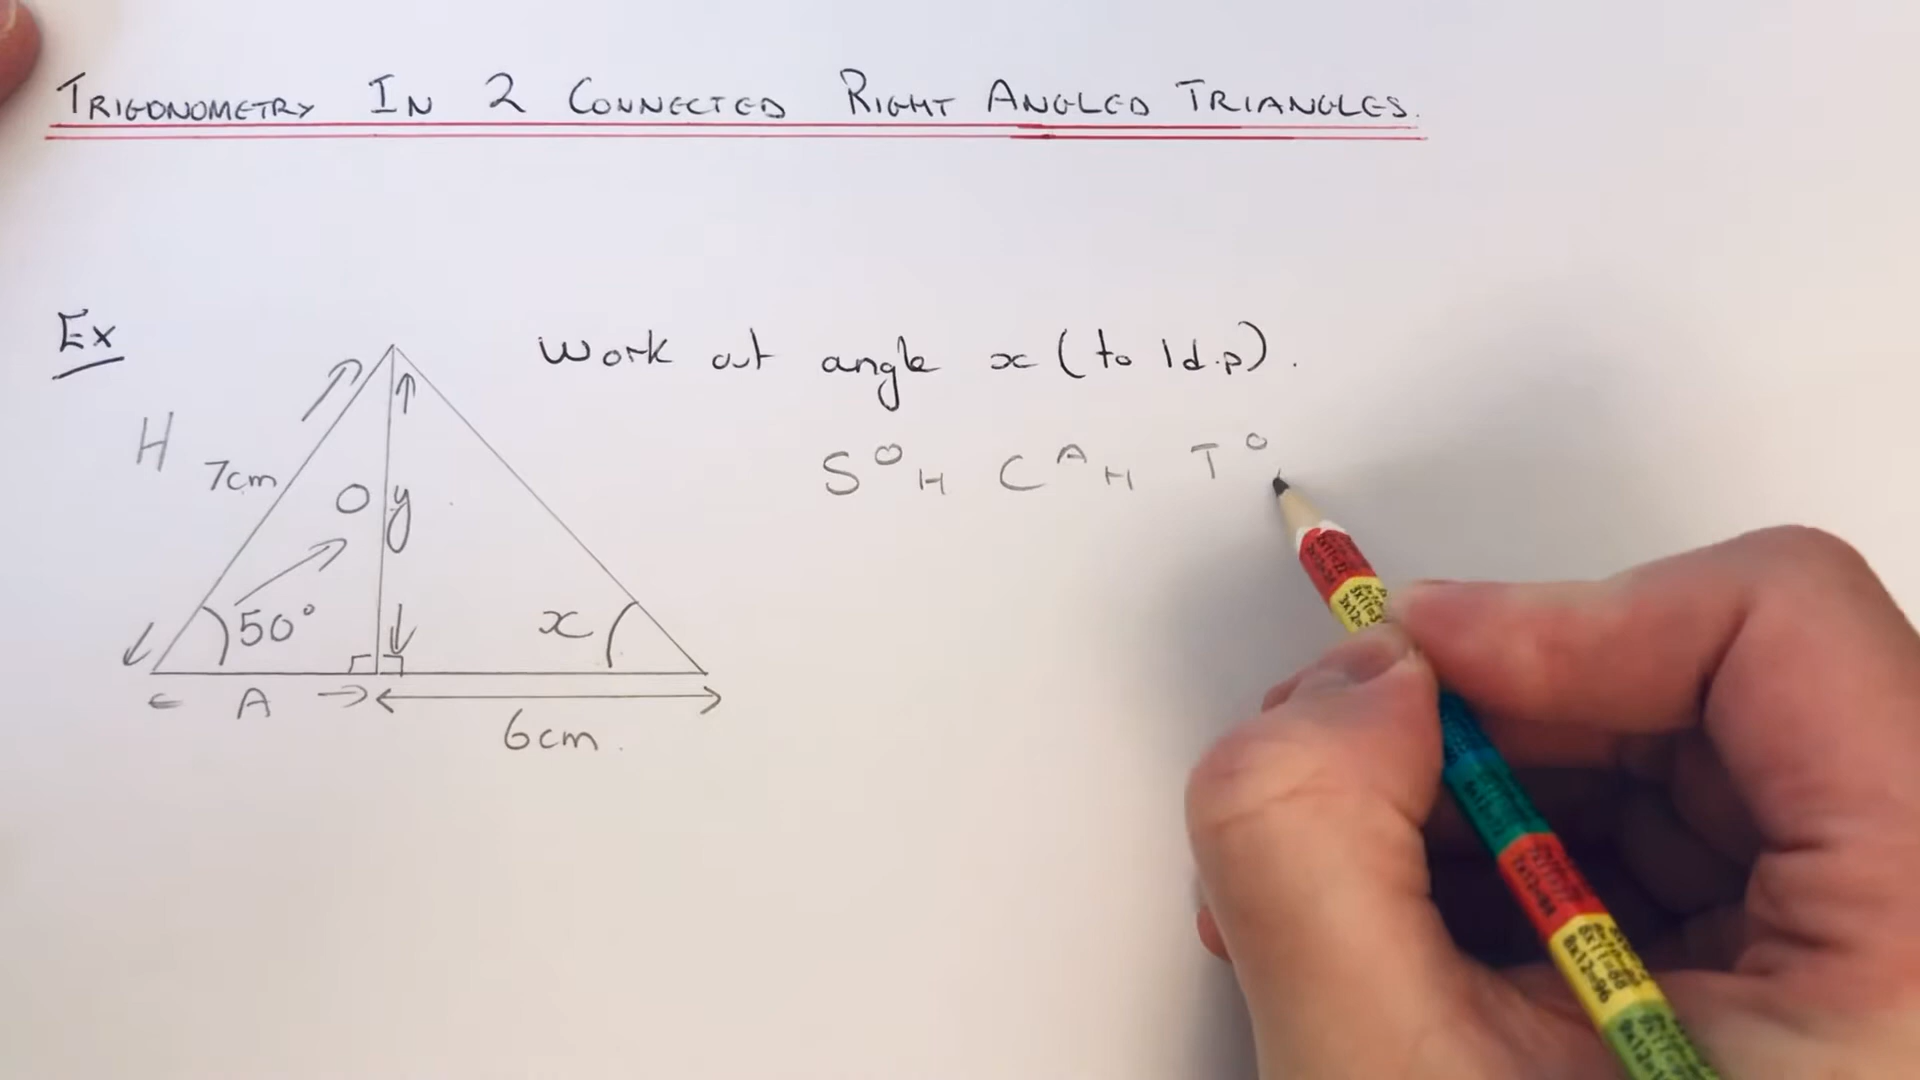 TRIGONOMETRY IN 2 CONNECTED RIGHT ANGLED TRIANGLES.
Ex
Work out angle x (to 1d.p).
H
7cm
O y
S O H C A H T O
50°
x
A
6cm.